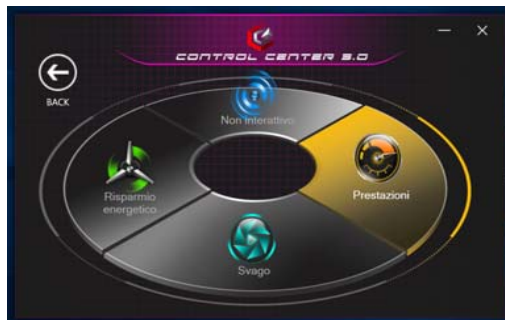 CONTROL CENTER 3.0
BACK
Non interattivo
Prestazioni
Risparmio
energetico
Svago